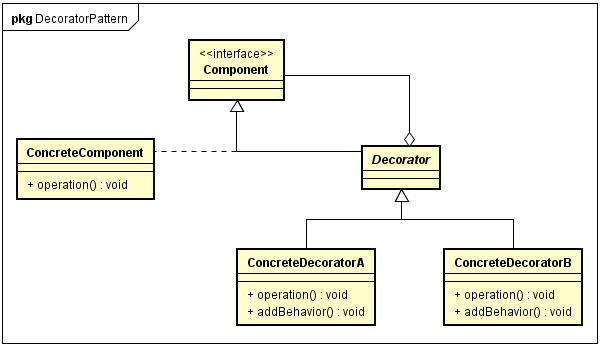 pkg DecoratorPattern
<<interface>>
Component
ConcreteComponent
+ operation() : void
Decorator
ConcreteDecoratorA
+ operation() : void
+ addBehavior() : void
ConcreteDecoratorB
+ operation() : void
+ addBehavior() : void